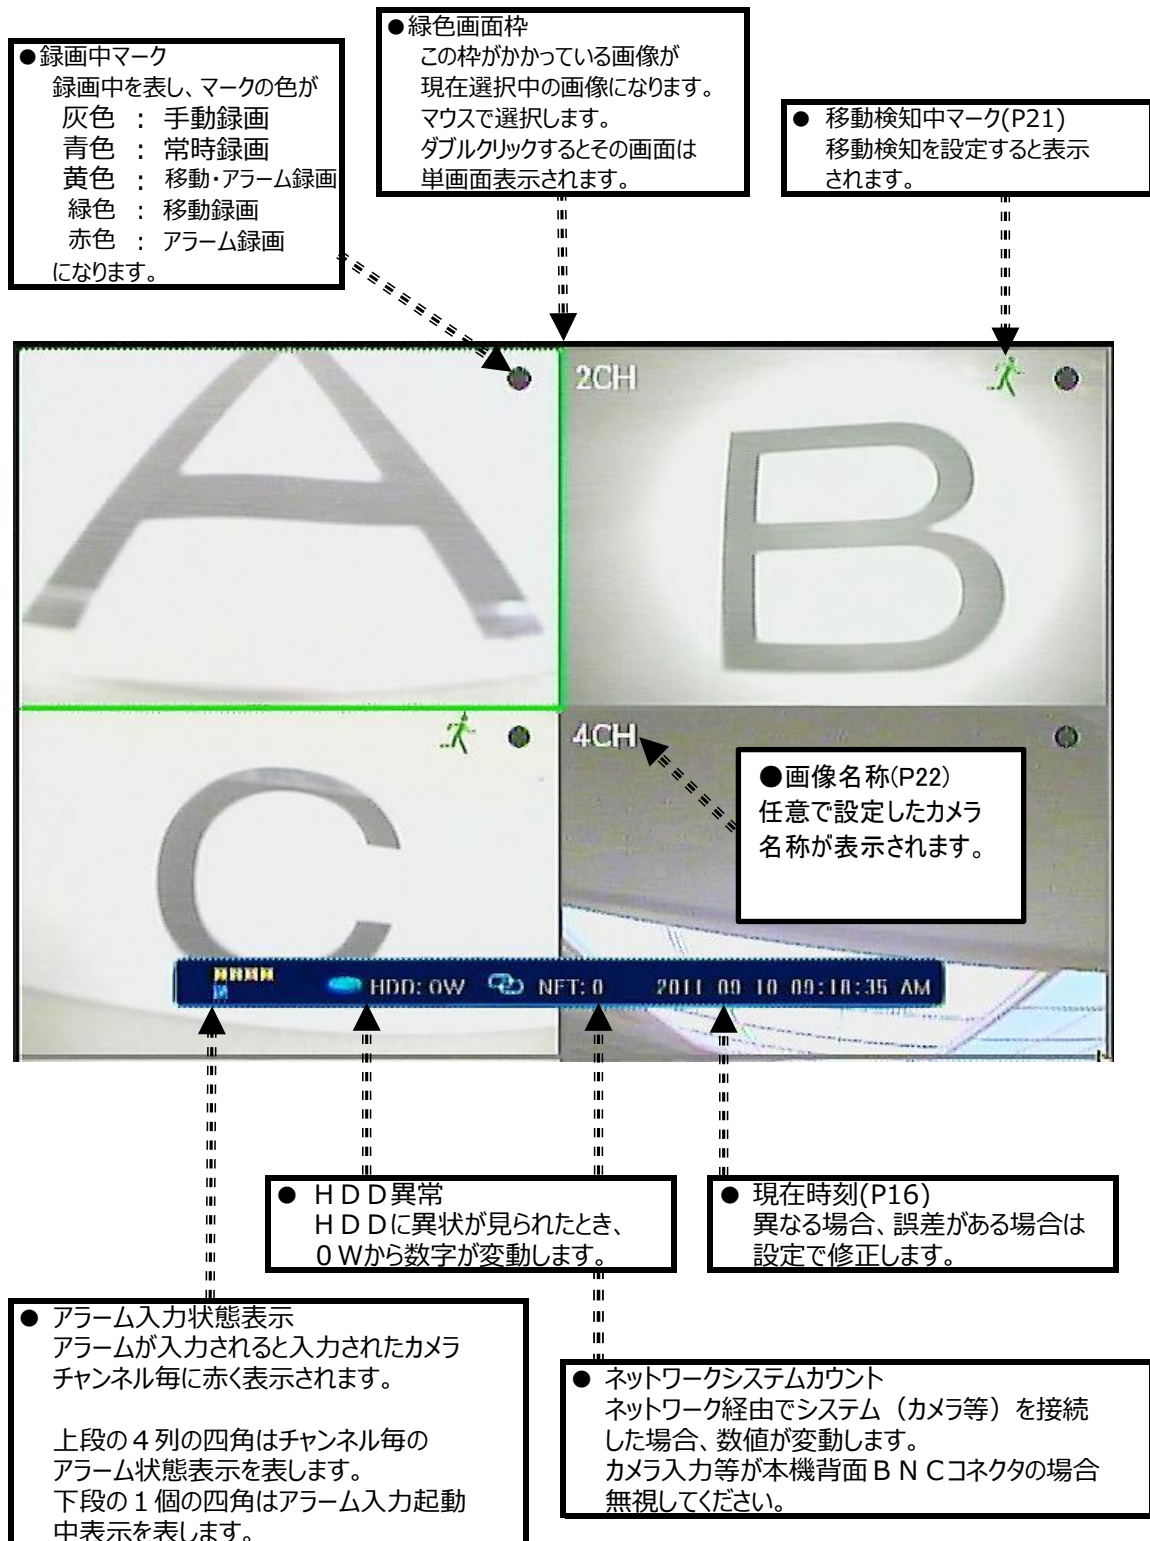 ●録画中マーク
録画中を表し、マークの色が
灰色 ： 手動録画
青色 ： 常時録画
黄色 ： 移動・アラーム録画
緑色 ： 移動録画
赤色 ： アラーム録画
になります。
●緑色画面枠
この枠がかかっている画像が
現在選択中の画像になります。
マウスで選択します。
ダブルクリックするとその画面は
単画面表示されます。
● 移動検知中マーク(P21)
移動検知を設定すると表示
されます。
A
2CH
B
C
4CH
●画像名称(P22)
任意で設定したカメラ
名称が表示されます。
HDD: 0W NET: 0 2011 09 10 09:18:35 AM
● ＨＤＤ異常
ＨＤＤに異状が見られたとき、
０Ｗから数字が変動します。
● 現在時刻(P16)
異なる場合、誤差がある場合は
設定で修正します。
● アラーム入力状態表示
アラームが入力されると入力されたカメラ
チャンネル毎に赤く表示されます。
上段の４列の四角はチャンネル毎の
アラーム状態表示を表します。
下段の１個の四角はアラーム入力起動
中表示を表します。
● ネットワークシステムカウント
ネットワーク経由でシステム（カメラ等）を接続
した場合、数値が変動します。
カメラ入力等が本機背面ＢＮＣコネクタの場合
無視してください。